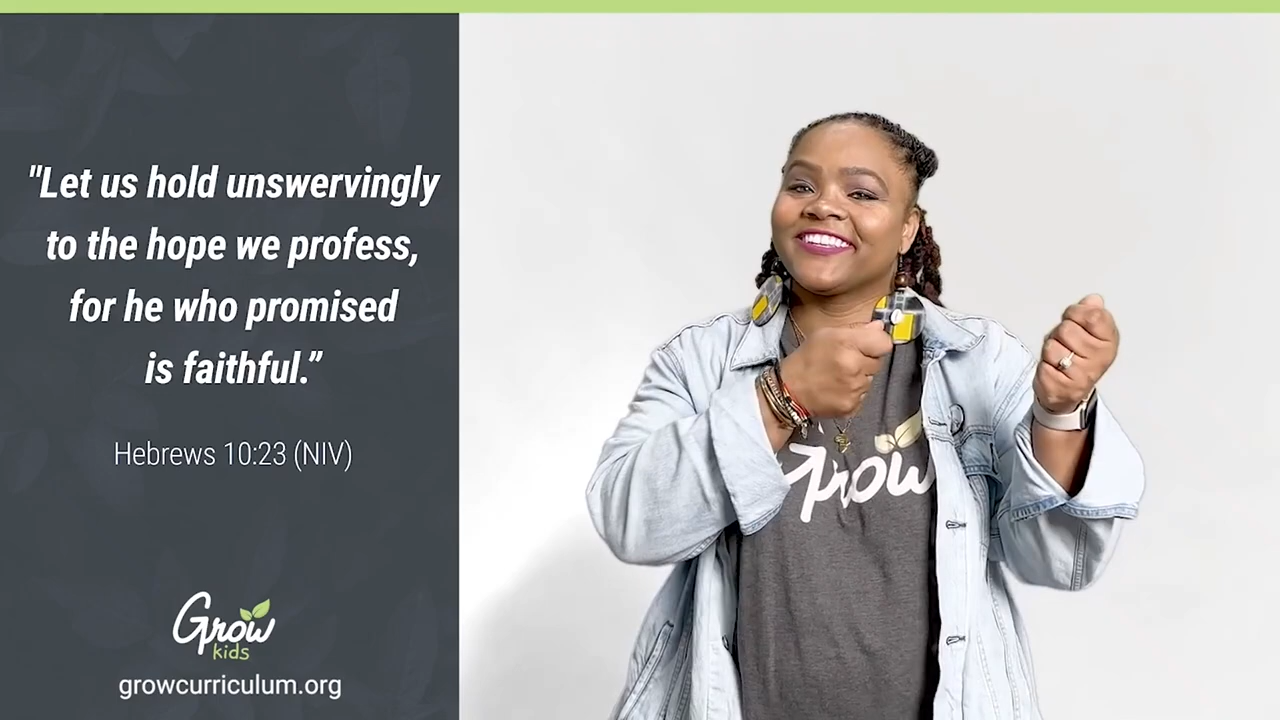 "Let us hold unswervingly
to the hope we profess,
for he who promised
is faithful.”
Hebrews 10:23 (NIV)
Grow
kids
growcurriculum.org
Grow